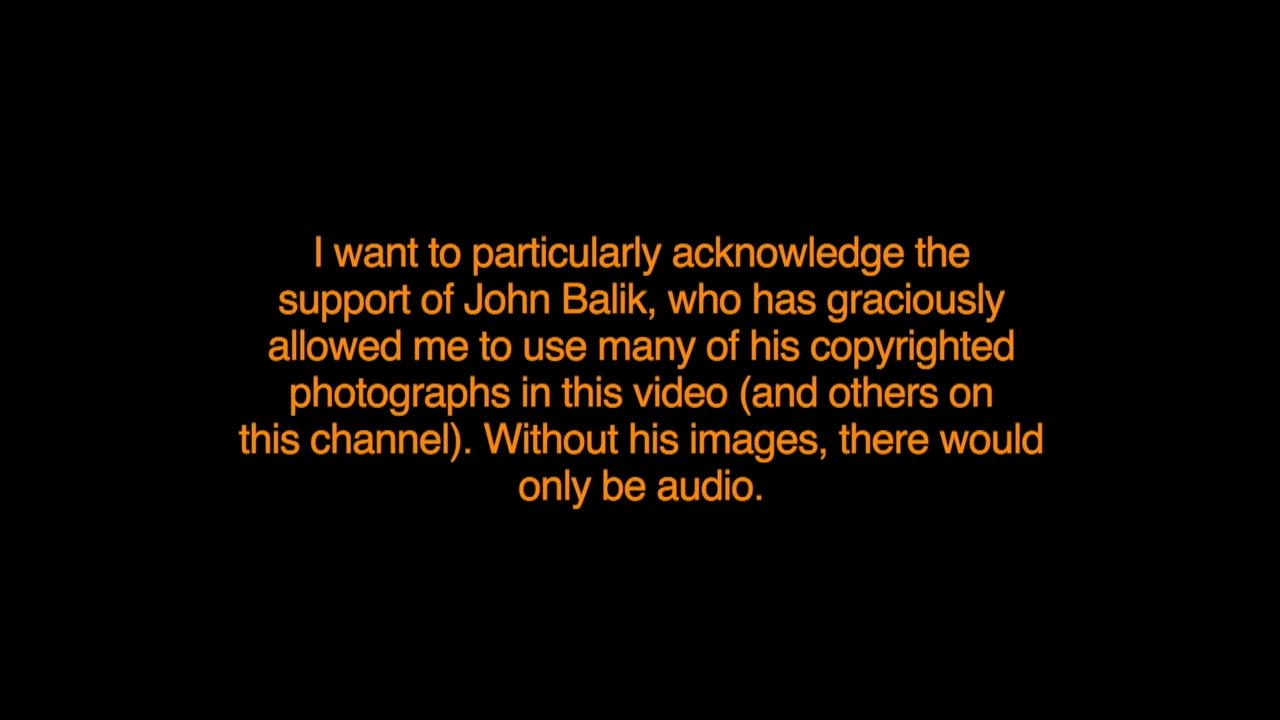 I want to particularly acknowledge the
support of John Balik, who has graciously
allowed me to use many of his copyrighted
photographs in this video (and others on
this channel). Without his images, there would
only be audio.